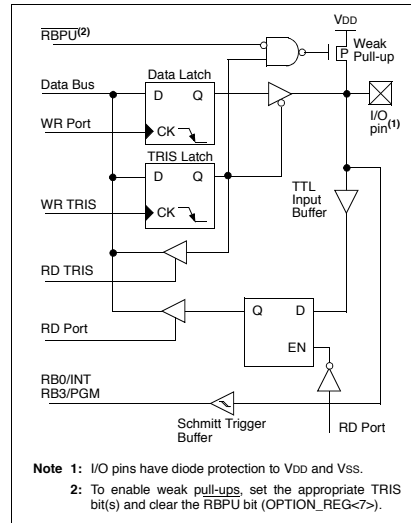 VDD
RBPU(2)
Weak
P Pull-up
Data Bus
Data Latch
D Q
I/O
pin(1)
WR Port
CK
TRIS Latch
D Q
TTL
Input
Buffer
WR TRIS
CK
RD TRIS
Q D
RD Port
EN
RB0/INT
RB3/PGM
Schmitt Trigger
Buffer
RD Port
Note 1: I/O pins have diode protection to VDD and VSS.
2: To enable weak pull-ups, set the appropriate TRIS
bit(s) and clear the RBPU bit (OPTION_REG<7>).